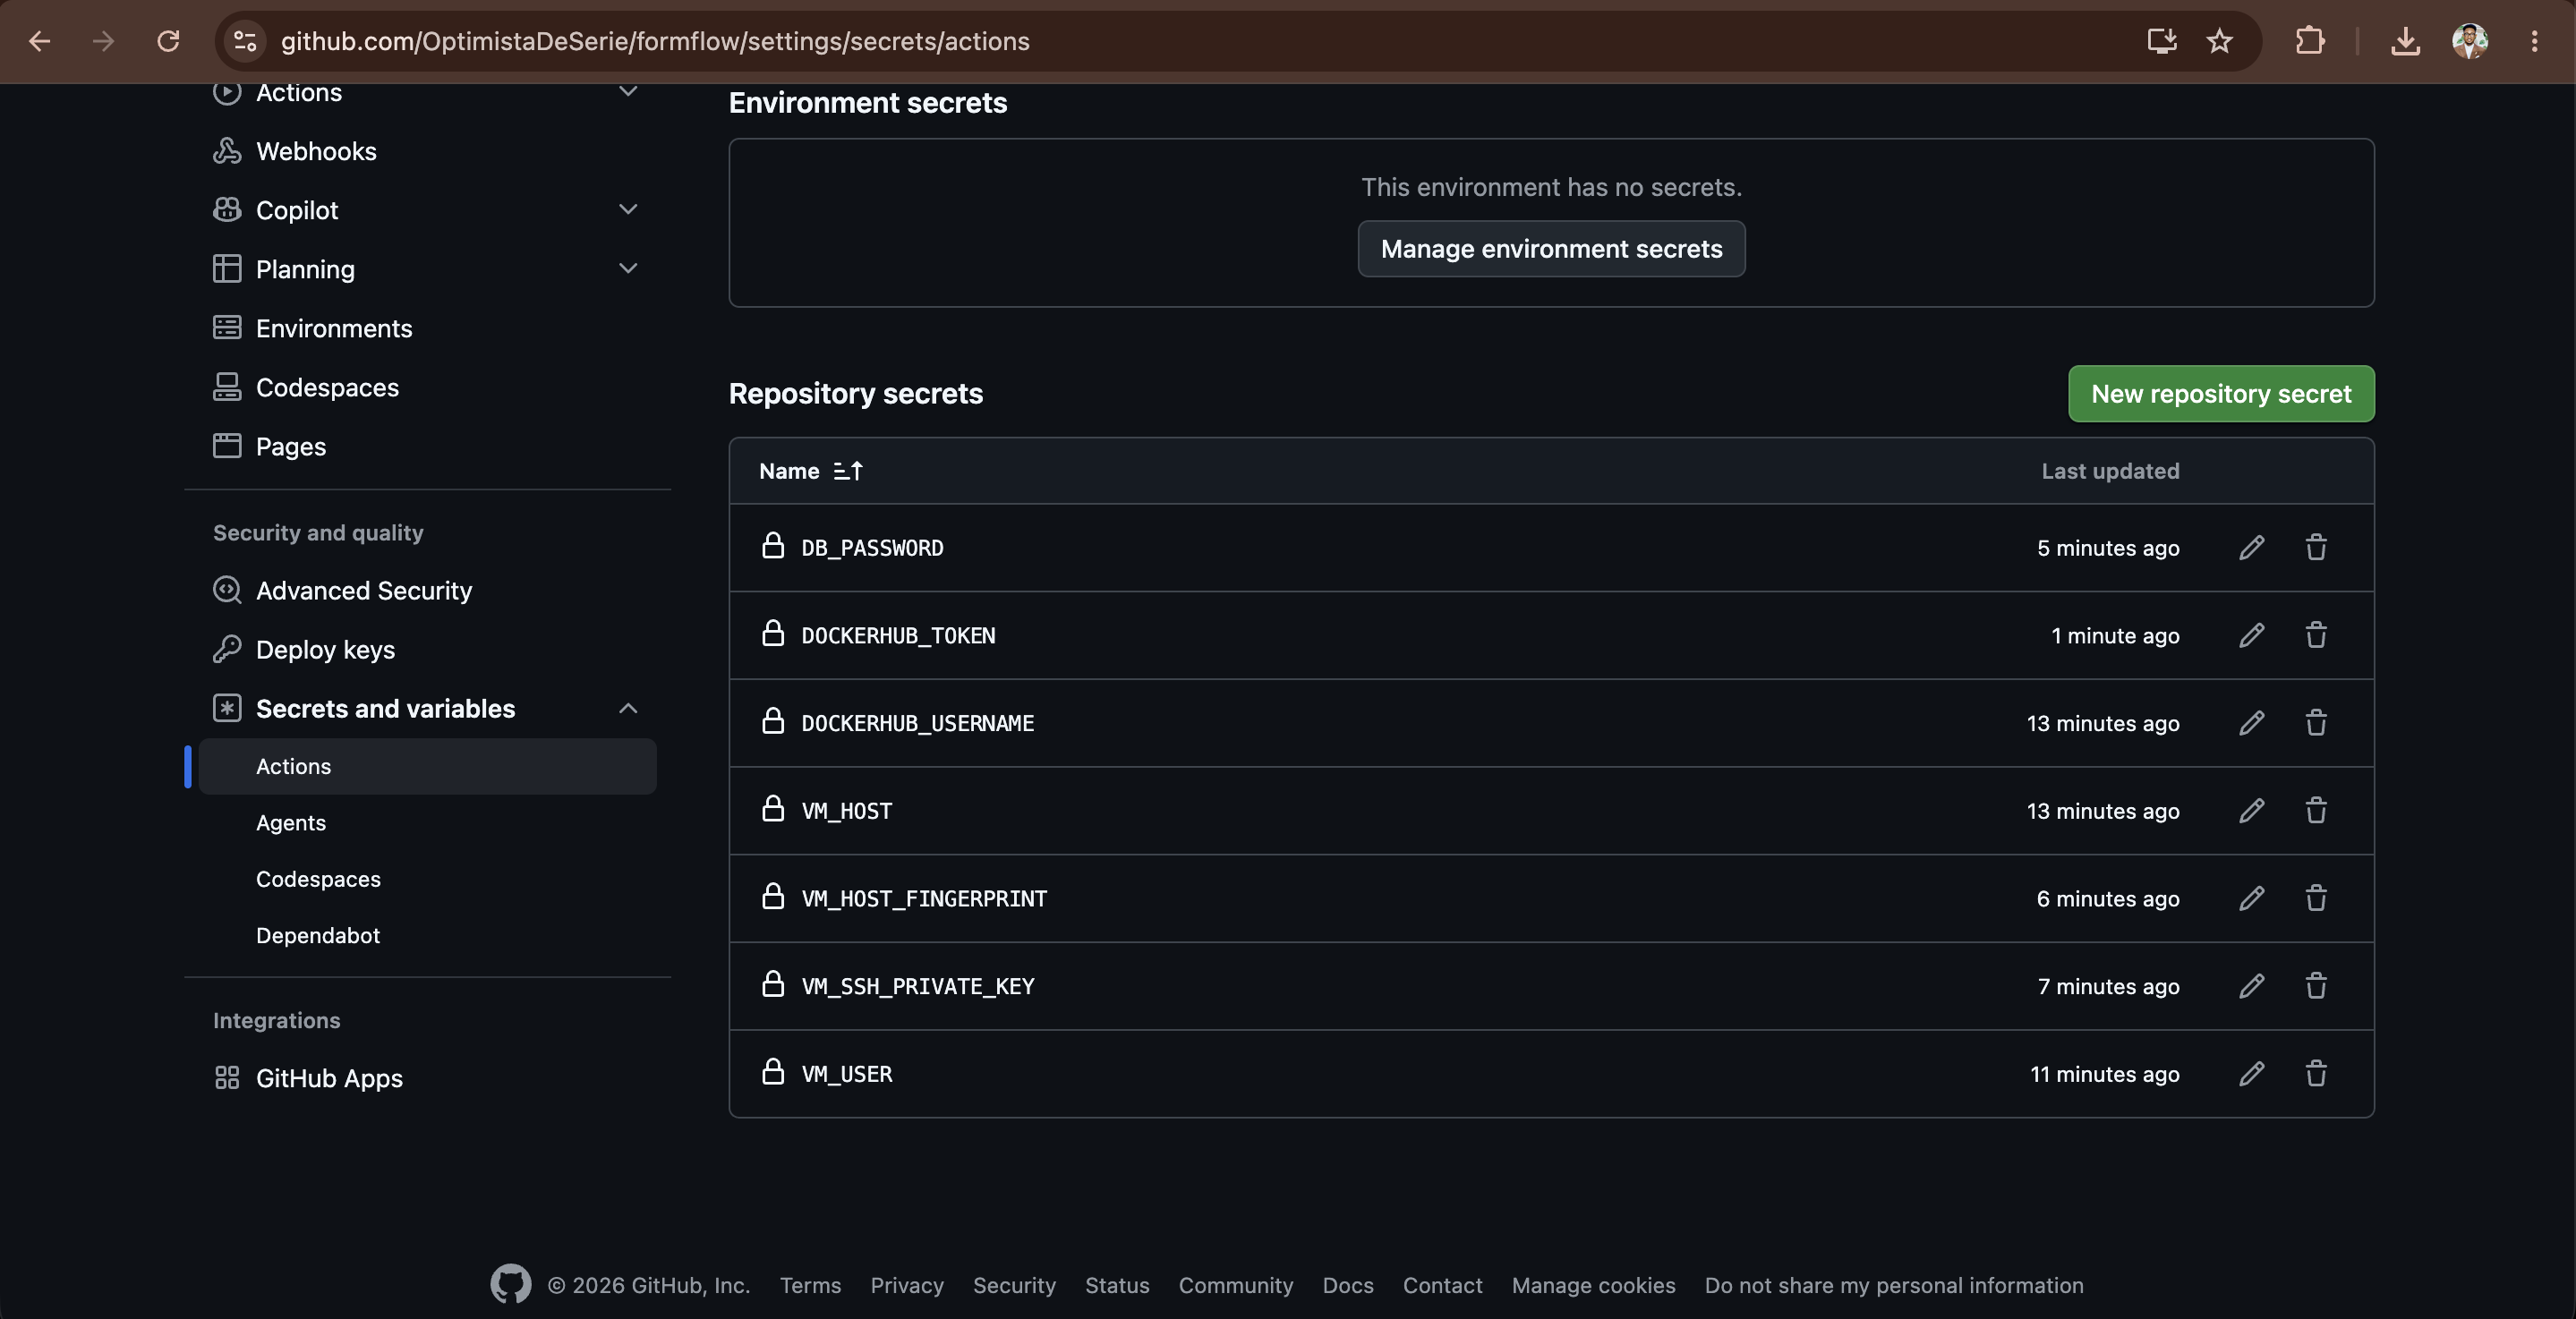 github.com/OptimistaDeSerie/formflow/settings/secrets/actions
Actions
Webhooks
Copilot
Planning
Environments
Codespaces
Pages
Security and quality
Advanced Security
Deploy keys
Secrets and variables
Actions
Agents
Codespaces
Dependabot
Integrations
GitHub Apps
Environment secrets
This environment has no secrets.
Manage environment secrets
Repository secrets
New repository secret
Name Last updated
DB_PASSWORD 5 minutes ago
DOCKERHUB_TOKEN 1 minute ago
DOCKERHUB_USERNAME 13 minutes ago
VM_HOST 13 minutes ago
VM_HOST_FINGERPRINT 6 minutes ago
VM_SSH_PRIVATE_KEY 7 minutes ago
VM_USER 11 minutes ago
© 2026 GitHub, Inc. Terms Privacy Security Status Community Docs Contact Manage cookies Do not share my personal information